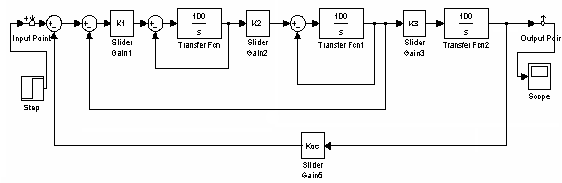 K1
100
s
K2
100
s
K3
100
s
Input Point
Slider
Gain1
Transfer Fcn
Slider
Gain2
Transfer Fcn1
Slider
Gain3
Transfer Fcn2
Output Poir
Step
Scope
Koc
Slider
Gain5